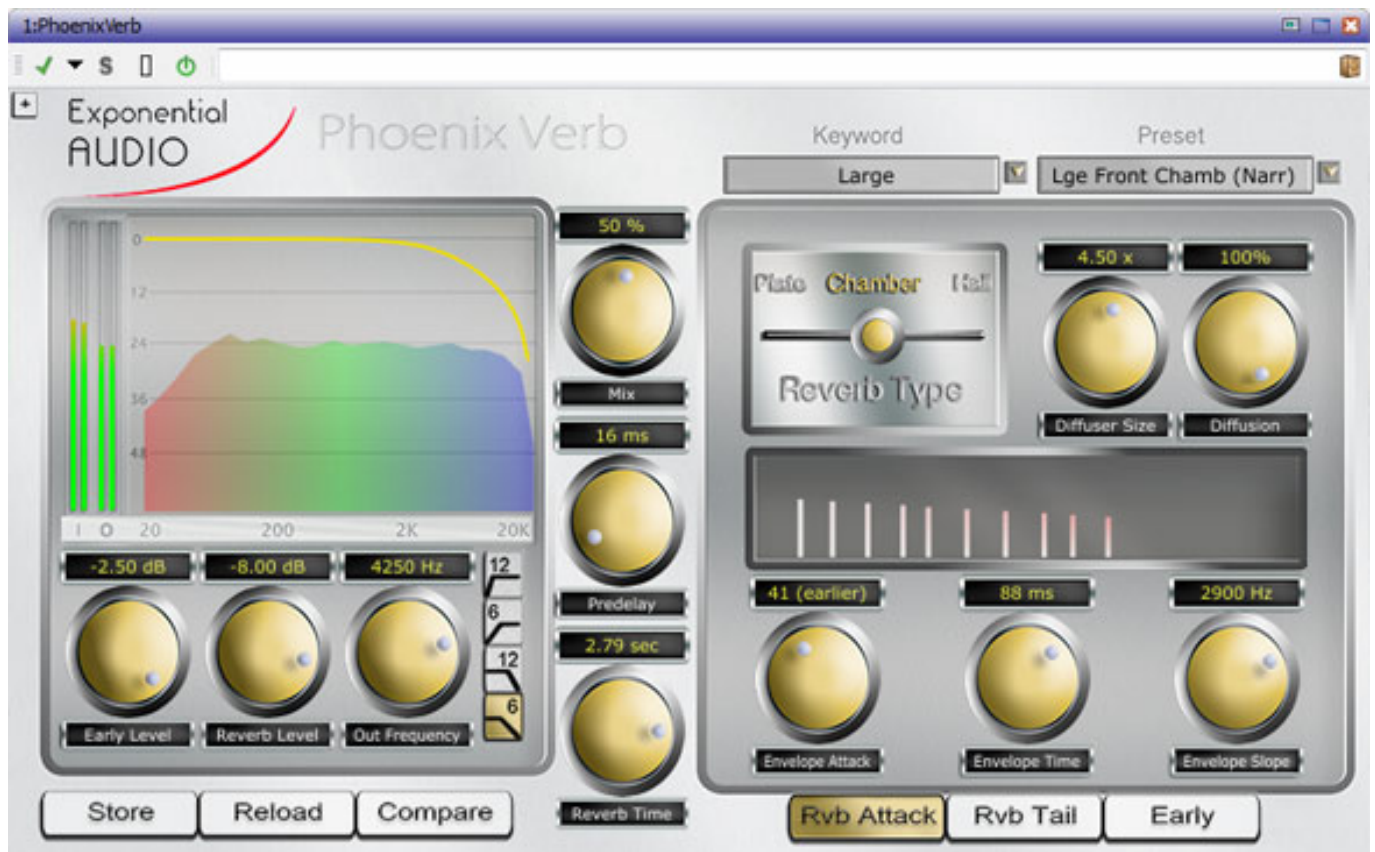 1:PhoenixVerb
S
+
Exponential
AUDIO
Phoenix Verb
Keyword
Preset
Large
Lge Front Chamb (Narr)
0
12
24
36
48
I O 20 200 2K 20K
-2.50 dB
-8.00 dB
4250 Hz
12
6
12
6
Early Level
Reverb Level
Out Frequency
50 %
Mix
16 ms
Predelay
2.79 sec
Reverb Time
Plate Chamber Hall
Reverb Type
4.50 x
100%
Diffuser Size
Diffusion
41 (earlier)
88 ms
2900 Hz
Envelope Attack
Envelope Time
Envelope Slope
Store
Reload
Compare
Rvb Attack
Rvb Tail
Early